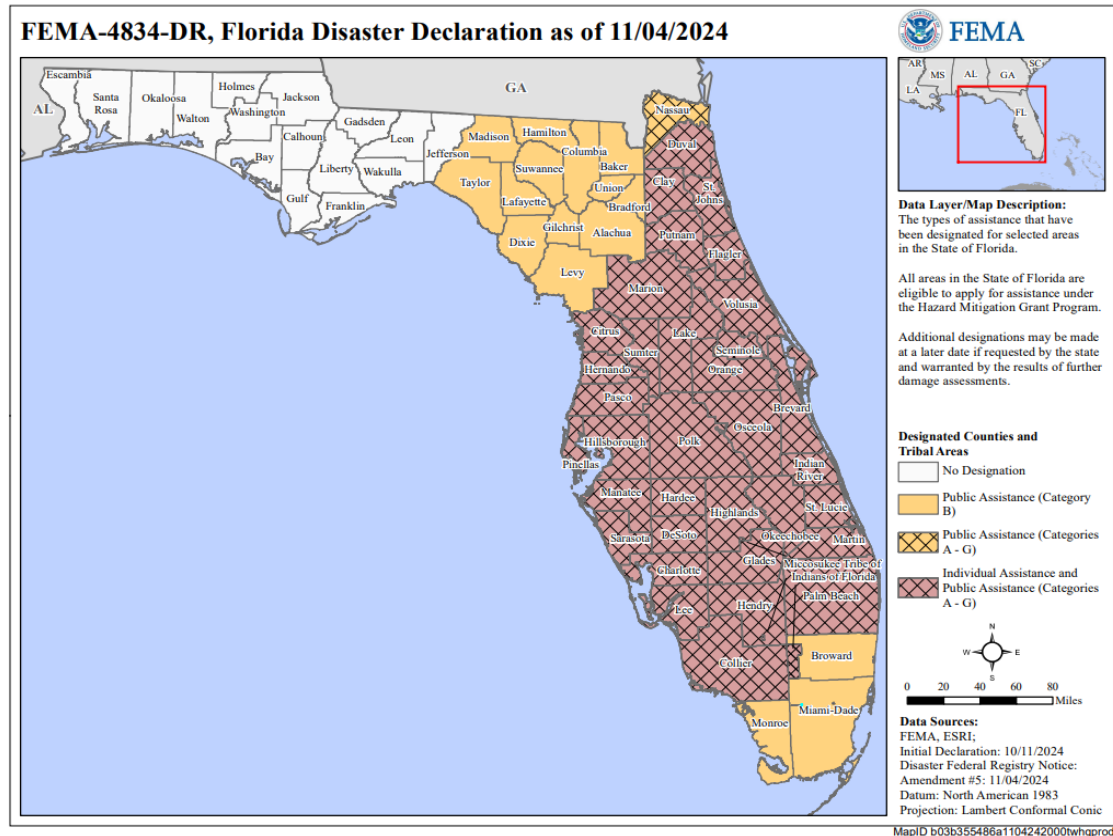 FEMA-4834-DR, Florida Disaster Declaration as of 11/04/2024
FEMA
AR
MS
AL
GA
SC
LA
FL
AL
GA
Escambia
Santa
Rosa
Okaloosa
Walton
Holmes
Washington
Jackson
Calhoun
Bay
Gulf
Liberty
Franklin
Gadsden
Leon
Wakulla
Jefferson
Madison
Hamilton
Taylor
Suwannee
Columbia
Baker
Lafayette
Union
Bradford
Dixie
Gilchrist
Alachua
Levy
Nassau
Duval
Clay
St.
Johns
Putnam
Flagler
Marion
Volusia
Citrus
Sumter
Lake
Seminole
Hernando
Orange
Pasco
Brevard
Osceola
Hillsborough
Polk
Pinellas
Indian
River
Manatee
Hardee
Highlands
St. Lucie
Sarasota
DeSoto
Okeechobee
Martin
Glades
Charlotte
Miccosukee Tribe of
Indians of Florida
Palm Beach
Lee
Hendry
Collier
Broward
Miami-Dade
Monroe
Data Layer/Map Description:
The types of assistance that have
been designated for selected areas
in the State of Florida.
All areas in the State of Florida are
eligible to apply for assistance under
the Hazard Mitigation Grant Program.
Additional designations may be made
at a later date if requested by the state
and warranted by the results of further
damage assessments.
Designated Counties and
Tribal Areas
No Designation
Public Assistance (Category
B)
Public Assistance (Categories
A - G)
Individual Assistance and
Public Assistance (Categories
A - G)
N
W
E
S
0 20 40 60 80
Miles
Data Sources:
FEMA, ESRI;
Initial Declaration: 10/11/2024
Disaster Federal Registry Notice:
Amendment #5: 11/04/2024
Datum: North American 1983
Projection: Lambert Conformal Conic
MapID b03b355486a1104242000twhqprod